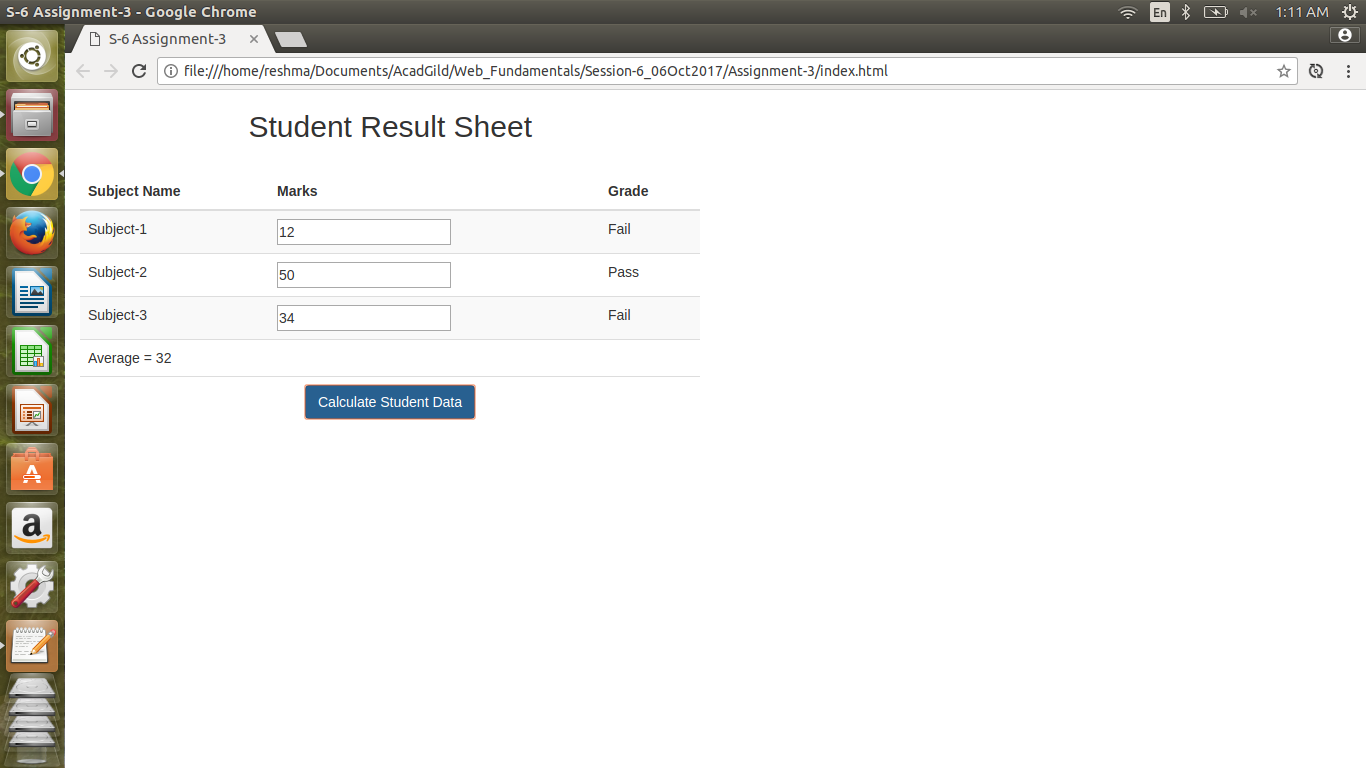 S-6 Assignment-3 - Google Chrome
En
1:11 AM
S-6 Assignment-3
file:///home/reshma/Documents/AcadGild/Web_Fundamentals/Session-6_06Oct2017/Assignment-3/index.html
Student Result Sheet
Subject Name Marks Grade
Subject-1 12 Fail
Subject-2 50 Pass
Subject-3 34 Fail
Average = 32
Calculate Student Data
A
a